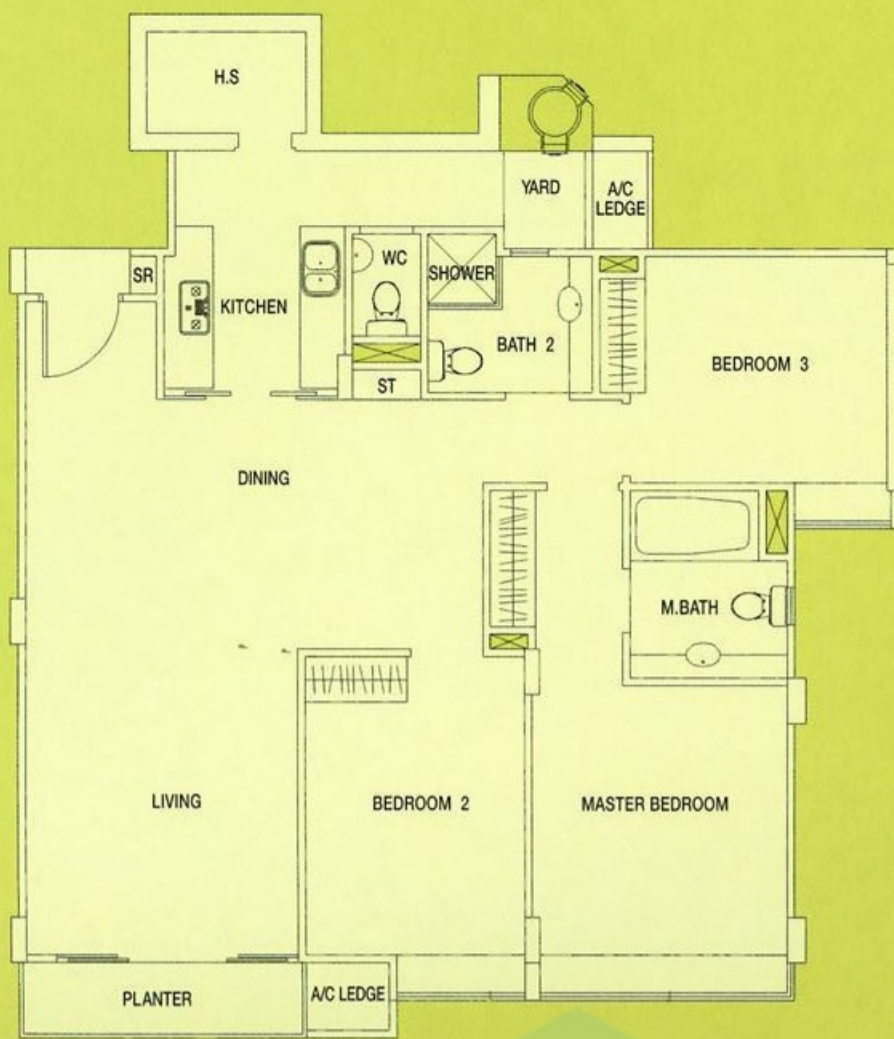 H.S
YARD
A/C
LEDGE
SR
KITCHEN
WC
SHOWER
BATH 2
ST
BEDROOM 3
DINING
M.BATH
LIVING
BEDROOM 2
MASTER BEDROOM
PLANTER
A/C LEDGE